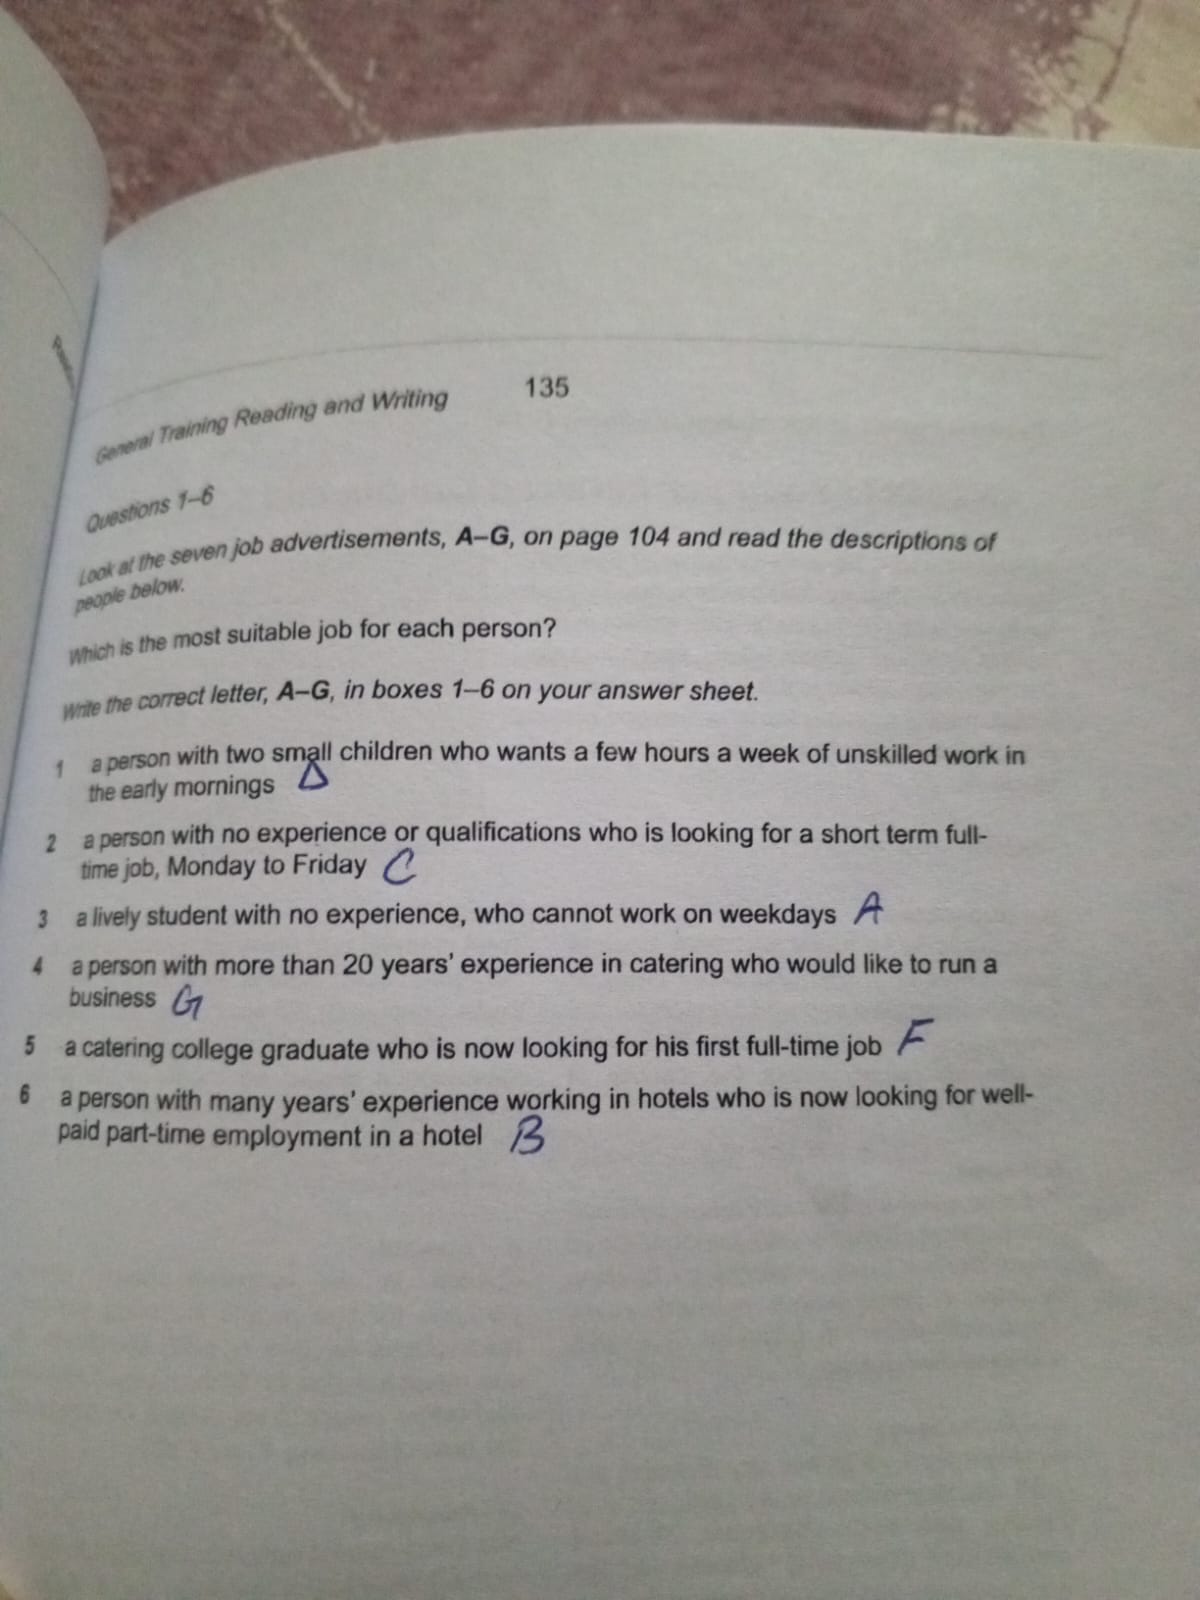 General Training Reading and Writing 135
Questions 1–6
Look at the seven job advertisements, A–G, on page 104 and read the descriptions of
people below.
Which is the most suitable job for each person?
Write the correct letter, A–G, in boxes 1–6 on your answer sheet.
1 a person with two small children who wants a few hours a week of unskilled work in
the early mornings D
2 a person with no experience or qualifications who is looking for a short term full-
time job, Monday to Friday C
3 a lively student with no experience, who cannot work on weekdays A
4 a person with more than 20 years' experience in catering who would like to run a
business G
5 a catering college graduate who is now looking for his first full-time job F
6 a person with many years' experience working in hotels who is now looking for well-
paid part-time employment in a hotel B